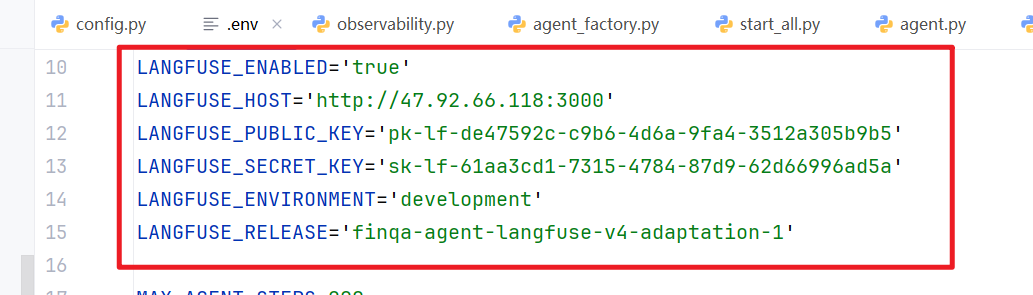 config.py .env observability.py agent_factory.py start_all.py agent.py
10 LANGFUSE_ENABLED='true'
11 LANGFUSE_HOST='http://47.92.66.118:3000'
12 LANGFUSE_PUBLIC_KEY='pk-lf-de47592c-c9b6-4d6a-9fa4-3512a305b9b5'
13 LANGFUSE_SECRET_KEY='sk-lf-61aa3cd1-7315-4784-87d9-62d66996ad5a'
14 LANGFUSE_ENVIRONMENT='development'
15 LANGFUSE_RELEASE='finqa-agent-langfuse-v4-adaptation-1'
16
17